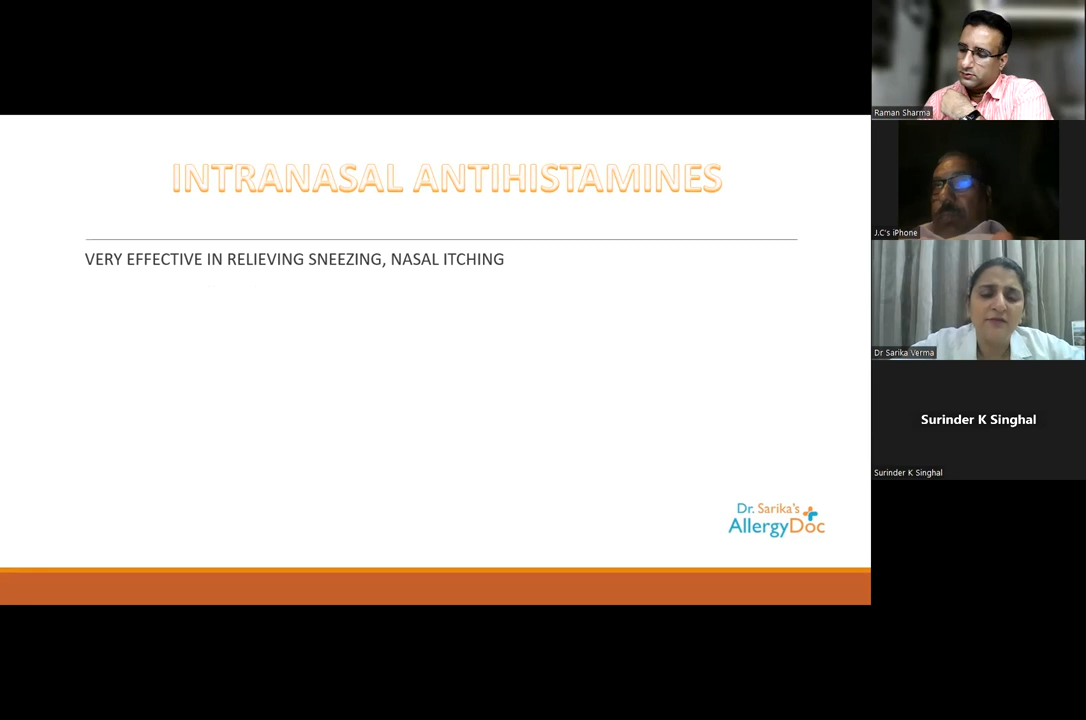 INTRANASAL ANTIHISTAMINES
VERY EFFECTIVE IN RELIEVING SNEEZING, NASAL ITCHING
Dr. Sarika's
AllergyDoc
Raman Sharma
J.C's iPhone
Dr Sarika Verma
Surinder K Singhal
Surinder K Singhal